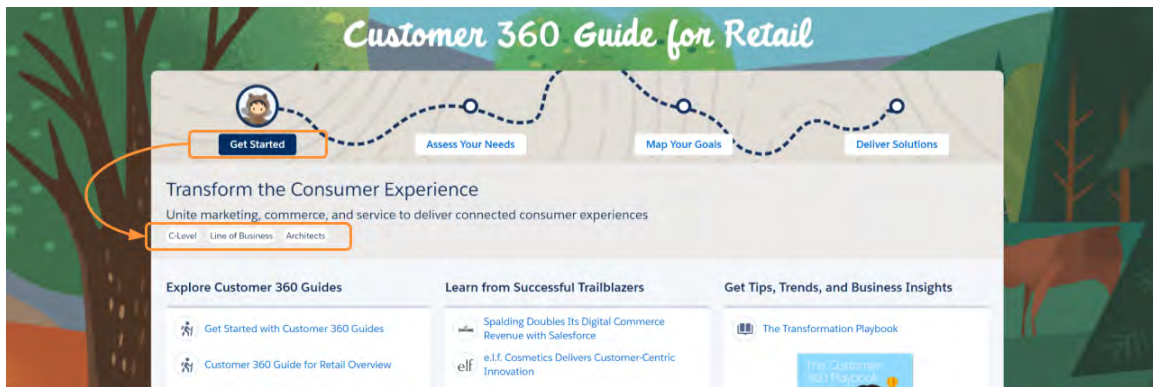 Customer 360 Guide for Retail
Get Started
Assess Your Needs
Map Your Goals
Deliver Solutions
Transform the Consumer Experience
Unite marketing, commerce, and service to deliver connected consumer experiences
C-Level Line of Business Architects
Explore Customer 360 Guides
Get Started with Customer 360 Guides
Customer 360 Guide for Retail Overview
Learn from Successful Trailblazers
Spalding Doubles Its Digital Commerce
Revenue with Salesforce
elf
e.l.f. Cosmetics Delivers Customer-Centric
Innovation
Get Tips, Trends, and Business Insights
The Transformation Playbook
The Customer
360 Playbook